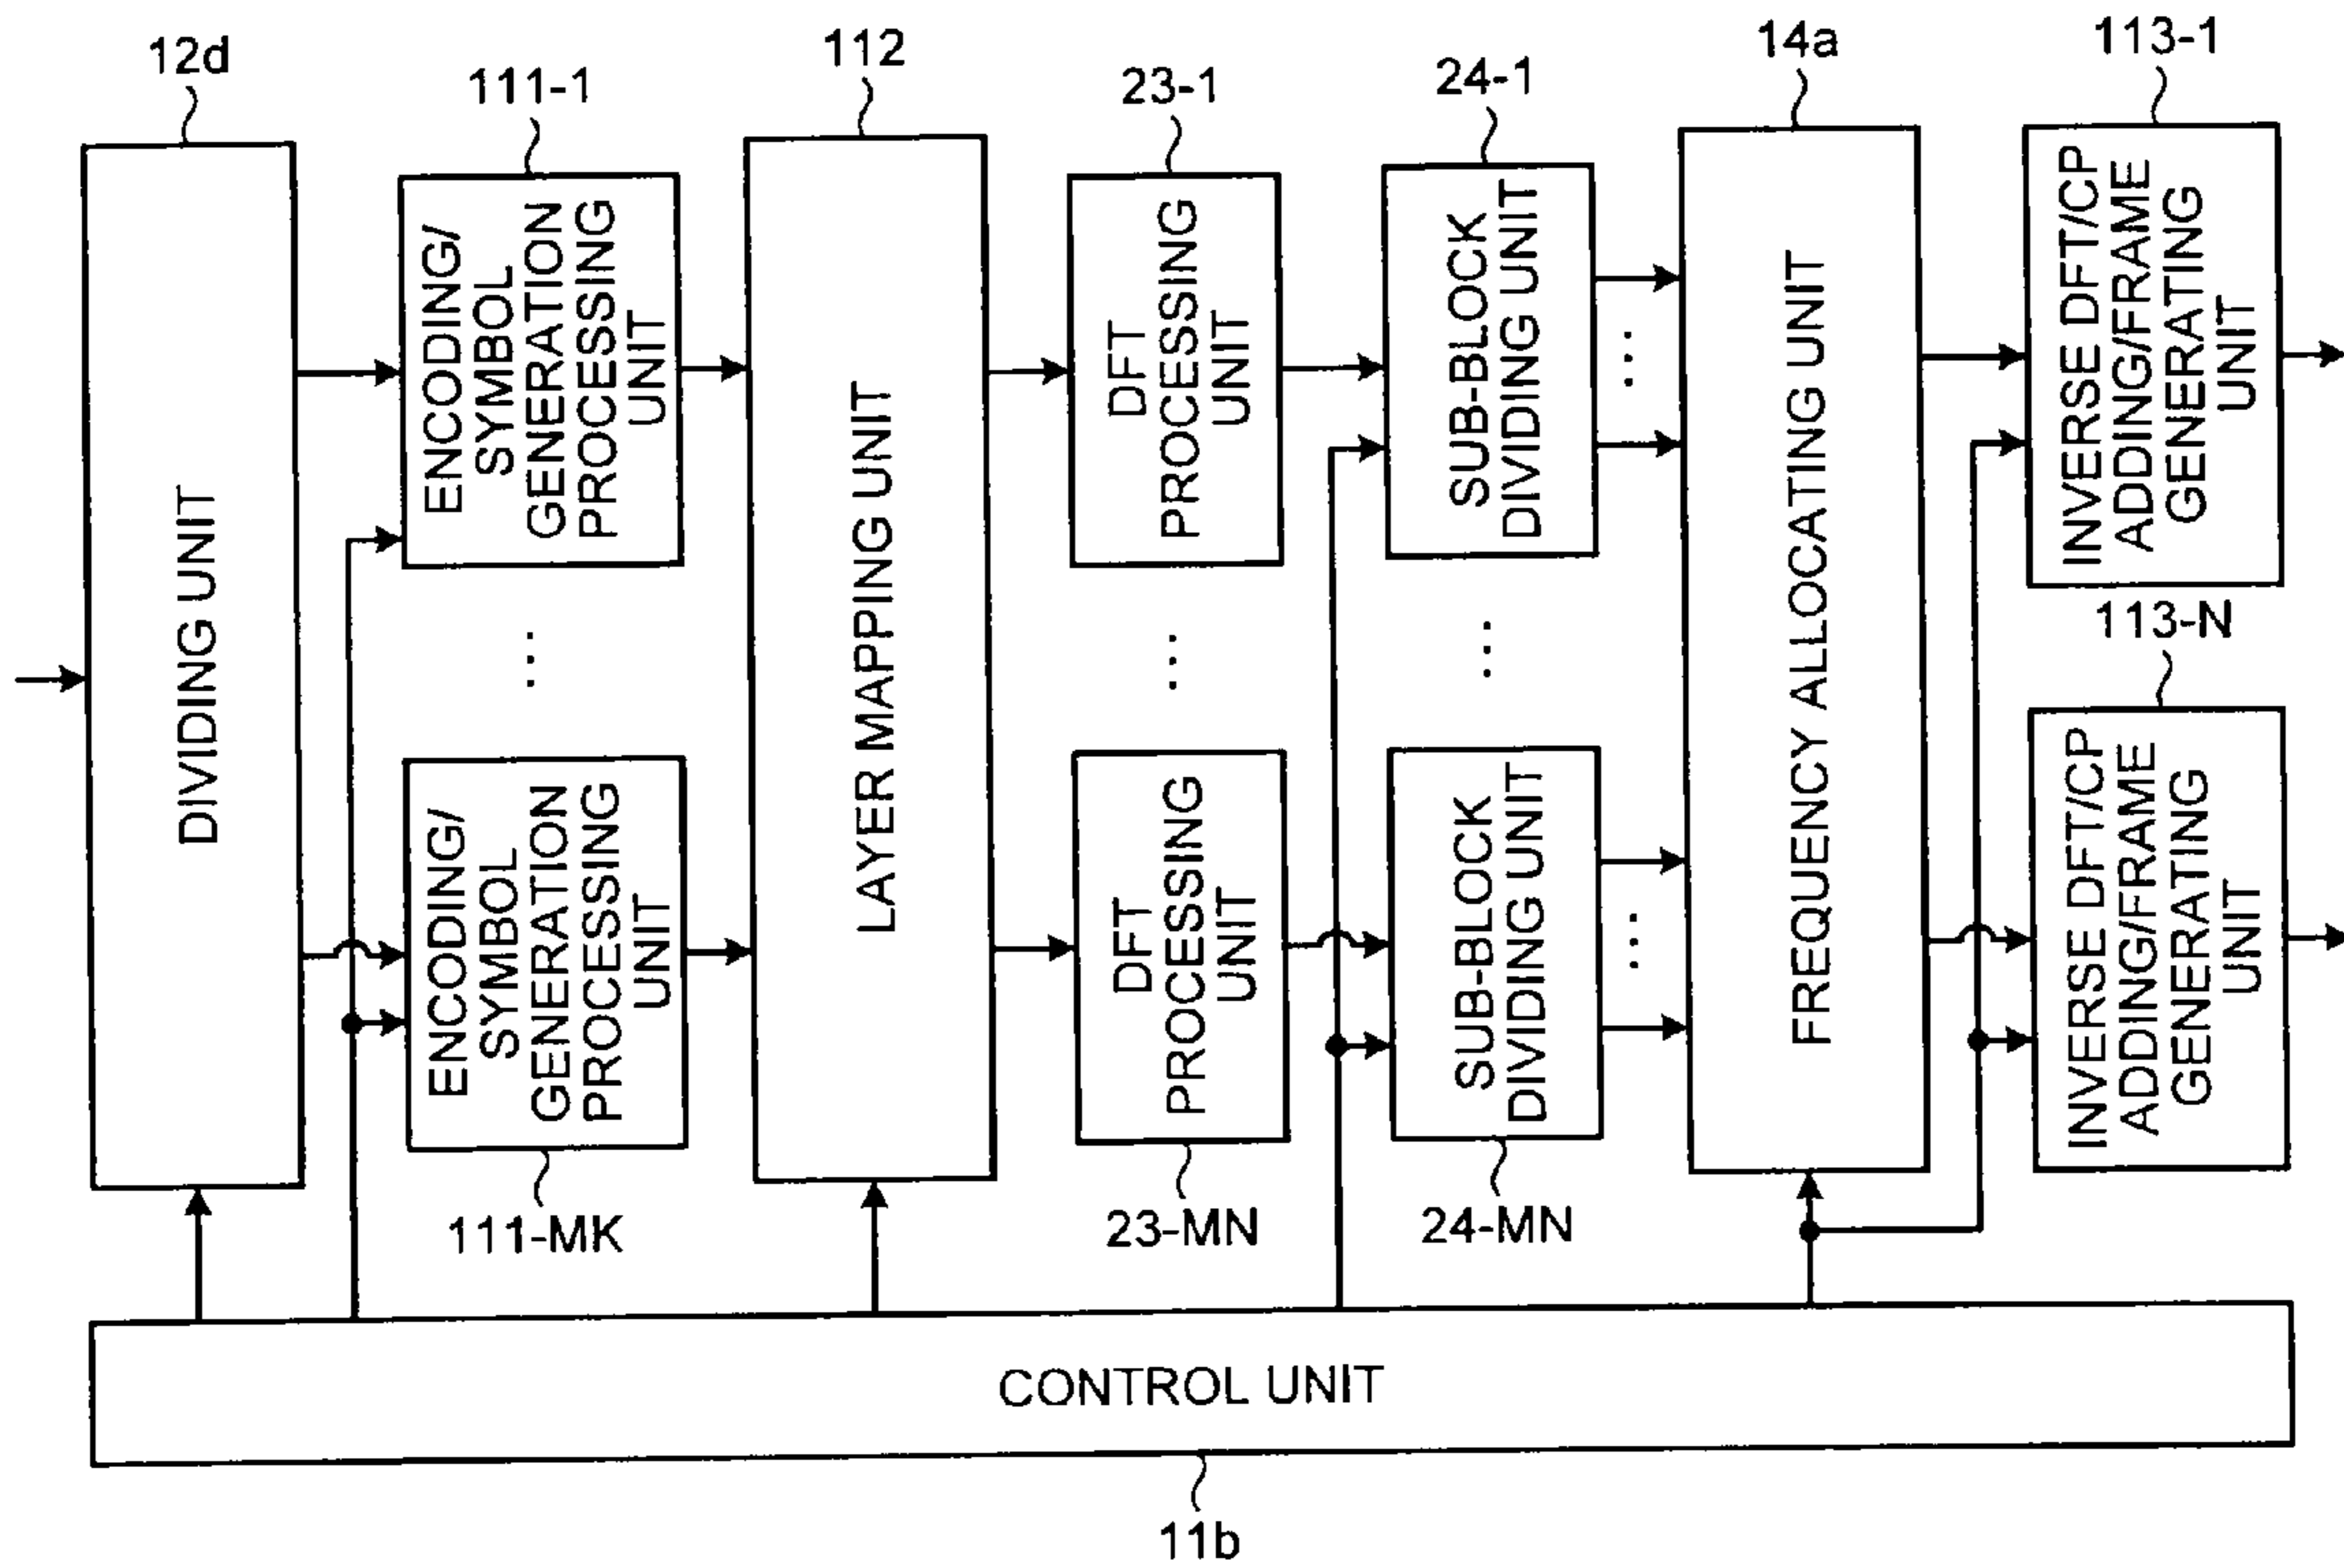 12d
111-1
112
23-1
24-1
14a
113-1
DIVIDING UNIT
ENCODING/
SYMBOL
GENERATION
PROCESSING
UNIT
LAYER MAPPING UNIT
DFT
PROCESSING
UNIT
SUB-BLOCK
DIVIDING UNIT
FREQUENCY ALLOCATING UNIT
INVERSE DFT/CP
ADDING/FRAME
GENERATING
UNIT
113-N
ENCODING/
SYMBOL
GENERATION
PROCESSING
UNIT
DFT
PROCESSING
UNIT
SUB-BLOCK
DIVIDING UNIT
INVERSE DFT/CP
ADDING/FRAME
GENERATING
UNIT
111-MK
23-MN
24-MN
CONTROL UNIT
11b